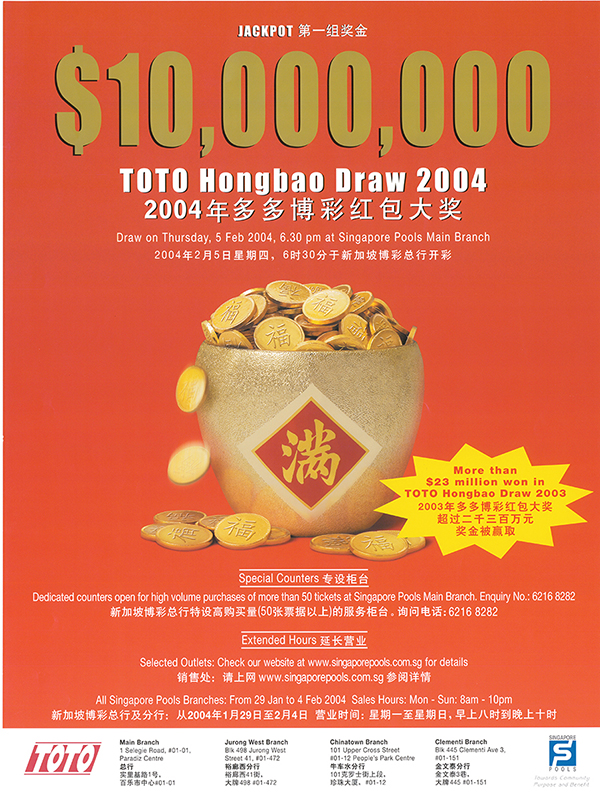 JACKPOT 第一组奖金
$10,000,000
TOTO Hongbao Draw 2004
2004年多多博彩红包大奖
Draw on Thursday, 5 Feb 2004, 6.30 pm at Singapore Pools Main Branch
2004年2月5日星期四，6时30分于新加坡博彩总行开彩
福
满
More than
$23 million won in
TOTO Hongbao Draw 2003
2003年多多博彩红包大奖
超过二千三百万元
奖金被赢取
Special Counters 专设柜台
Dedicated counters open for high volume purchases of more than 50 tickets at Singapore Pools Main Branch. Enquiry No.: 6216 8282
新加坡博彩总行特设高购买量(50张票据以上)的服务柜台。询问电话: 6216 8282
Extended Hours 延长营业
Selected Outlets: Check our website at www.singaporepools.com.sg for details
销售处：请上网 www.singaporepools.com.sg 参阅详情
All Singapore Pools Branches: From 29 Jan to 4 Feb 2004 Sales Hours: Mon - Sun: 8am - 10pm
新加坡博彩总行及分行：从2004年1月29日至2月4日 营业时间：星期一至星期日，早上八时到晚上十时
TOTO
Main Branch
1 Selegie Road, #01-01,
Paradiz Centre
总行
实里基路1号，
百乐市中心#01-01
Jurong West Branch
Blk 498 Jurong West
Street 41, #01-472
裕廊西分行
裕廊西41街，
大牌498 #01-472
Chinatown Branch
101 Upper Cross Street
#01-12 People's Park Centre
牛车水分行
101克罗士街上段，
珍珠大厦，#01-12
Clementi Branch
Blk 445 Clementi Ave 3,
#01-151
金文泰分行
金文泰3巷，
大牌445 #01-151
SINGAPORE
POOLS
Towards Community
Purpose and Benefit